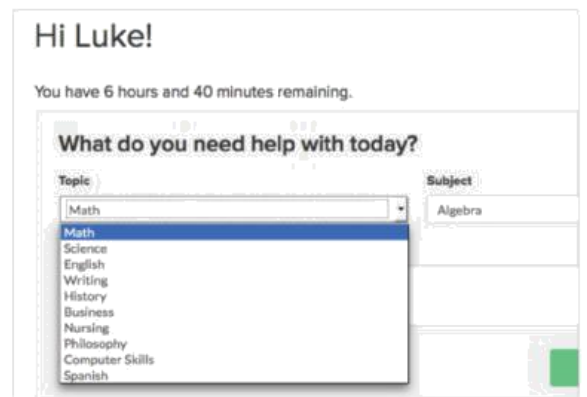 Hi Luke!
You have 6 hours and 40 minutes remaining.
What do you need help with today?
Topic Subject
Math Algebra
Math
Science
English
Writing
History
Business
Nursing
Philosophy
Computer Skills
Spanish